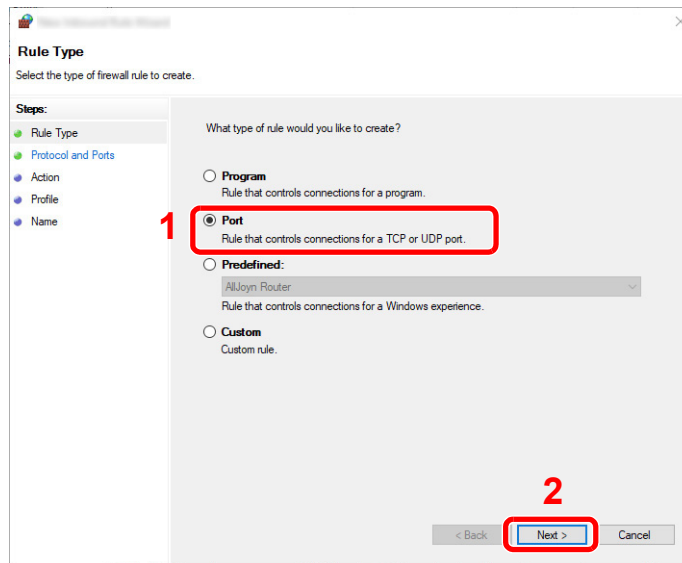 Rule Type
Select the type of firewall rule to create.
Steps:
Rule Type
Protocol and Ports
Action
Profile
Name
What type of rule would you like to create?
Program
Rule that controls connections for a program.
1
Port
Rule that controls connections for a TCP or UDP port.
Predefined:
AllJoyn Router
Rule that controls connections for a Windows experience.
Custom
Custom rule.
2
< Back
Next >
Cancel